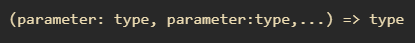 (parameter: type, parameter:type,...) => type